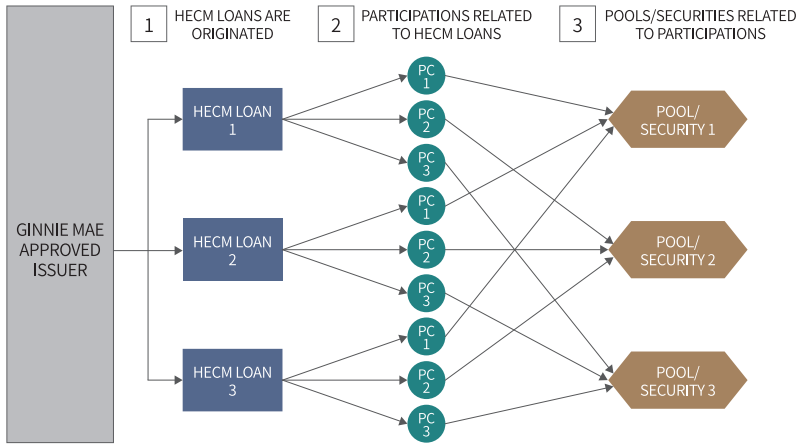 1
HECM LOANS ARE
ORIGINATED
2
PARTICIPATIONS RELATED
TO HECM LOANS
3
POOLS/SECURITIES RELATED
TO PARTICIPATIONS
GINNIE MAE
APPROVED
ISSUER
HECM LOAN
1
HECM LOAN
2
HECM LOAN
3
PC
1
PC
2
PC
3
PC
1
PC
2
PC
3
PC
1
PC
2
PC
3
POOL/
SECURITY 1
POOL/
SECURITY 2
POOL/
SECURITY 3